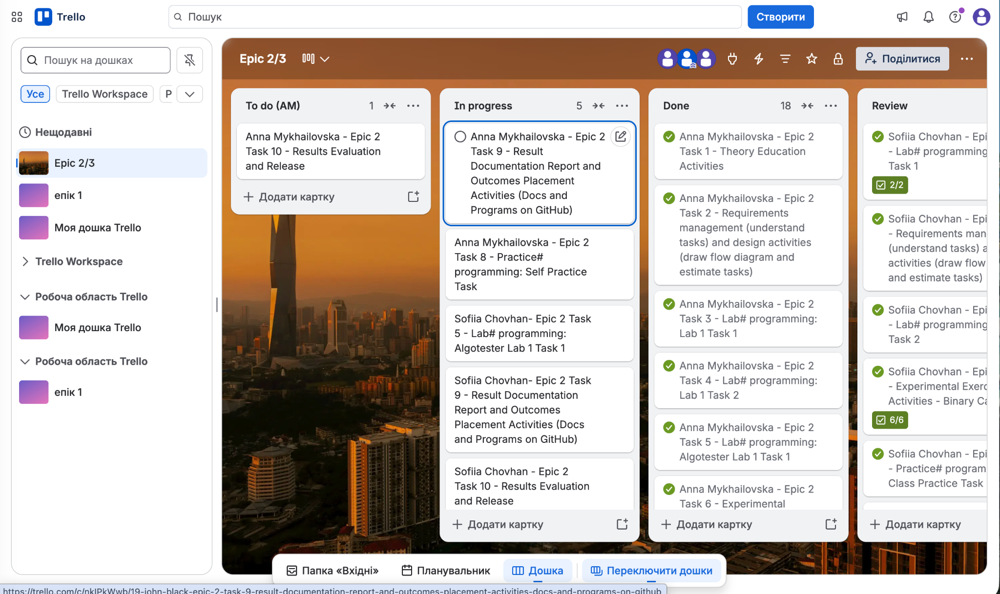 Trello
Пошук
Створити
Пошук на дошках
Усе
Trello Workspace
Р
Нещодавні
Epic 2/3
епік 1
Моя дошка Trello
Trello Workspace
Робоча область Trello
Моя дошка Trello
Робоча область Trello
епік 1
Epic 2/3
Поділитися
To do (AM)
1
Anna Mykhailovska - Epic 2
Task 10 - Results Evaluation
and Release
Додати картку
In progress
5
Anna Mykhailovska - Epic 2
Task 9 - Result
Documentation Report and
Outcomes Placement
Activities (Docs and
Programs on GitHub)
Anna Mykhailovska - Epic 2
Task 8 - Practice#
programming: Self Practice
Task
Sofiia Chovhan- Epic 2 Task
5 - Lab# programming:
Algotester Lab 1 Task 1
Sofiia Chovhan- Epic 2 Task
9 - Result Documentation
Report and Outcomes
Placement Activities (Docs
and Programs on GitHub)
Sofiia Chovhan - Epic 2
Task 10 - Results Evaluation
and Release
Додати картку
Done
18
Anna Mykhailovska - Epic 2
Task 1 - Theory Education
Activities
Anna Mykhailovska - Epic 2
Task 2 - Requirements
management (understand
tasks) and design activities
(draw flow diagram and
estimate tasks)
Anna Mykhailovska - Epic 2
Task 3 - Lab# programming:
Lab 1 Task 1
Anna Mykhailovska - Epic 2
Task 4 - Lab# programming:
Lab 1 Task 2
Anna Mykhailovska - Epic 2
Task 5 - Lab# programming:
Algotester Lab 1 Task 1
Anna Mykhailovska - Epic 2
Task 6 - Experimental
Додати картку
Review
Sofiia Chovhan - Epi
- Lab# programming
Task 1
2/2
Sofiia Chovhan - Epi
- Requirements man
(understand tasks) a
activities (draw flow
and estimate tasks)
Sofiia Chovhan - Epi
- Lab# programming
Task 2
Sofiia Chovhan - Epi
- Experimental Exerc
Activities - Binary Ca
6/6
Sofiia Chovhan - Epi
- Practice# program
Class Practice Task
Додати картку
Папка «Вхідні»
Планувальник
Дошка
Переключити дошки
https://trello.com/c/nkIPkWwb/19-john-black-epic-2-task-9-result-documentation-report-and-outcomes-placement-activities-docs-and-programs-on-github